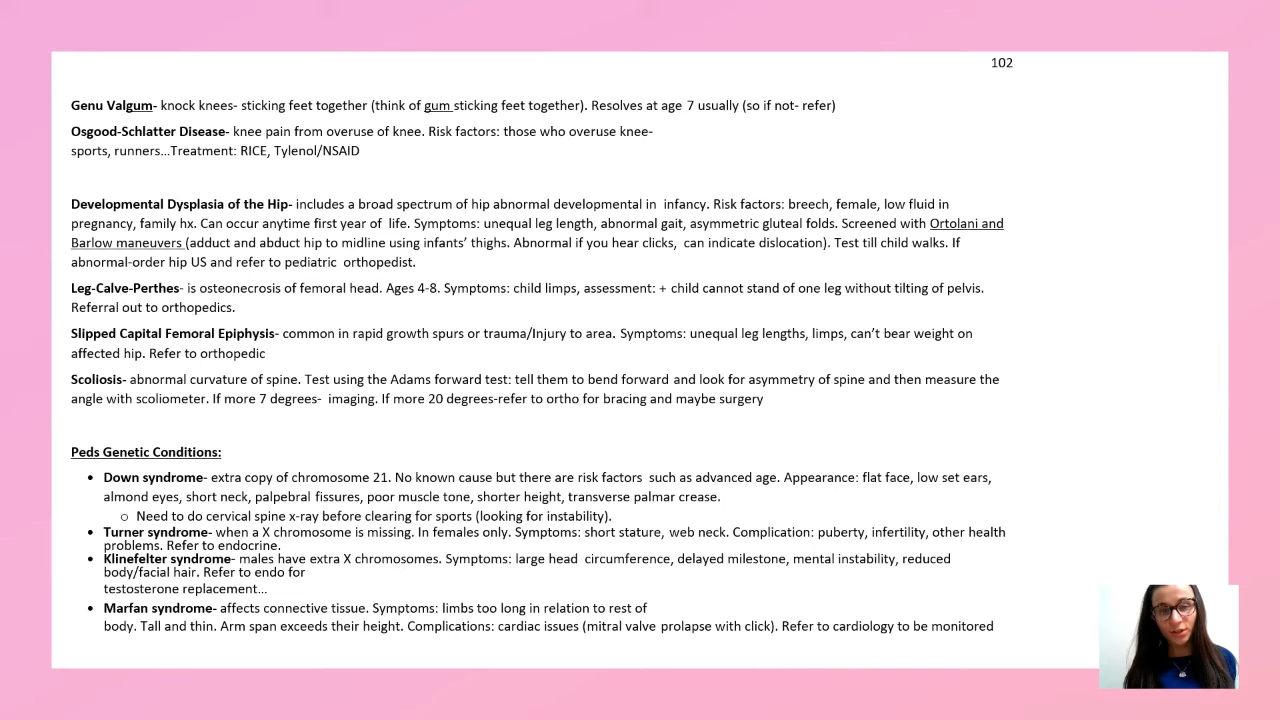 102
Genu Valgum- knock knees- sticking feet together (think of gum sticking feet together). Resolves at age 7 usually (so if not- refer)
Osgood-Schlatter Disease- knee pain from overuse of knee. Risk factors: those who overuse knee-
sports, runners...Treatment: RICE, Tylenol/NSAID
Developmental Dysplasia of the Hip- includes a broad spectrum of hip abnormal developmental in infancy. Risk factors: breech, female, low fluid in
pregnancy, family hx. Can occur anytime first year of life. Symptoms: unequal leg length, abnormal gait, asymmetric gluteal folds. Screened with Ortolani and
Barlow maneuvers (adduct and abduct hip to midline using infants' thighs. Abnormal if you hear clicks, can indicate dislocation). Test till child walks. If
abnormal-order hip US and refer to pediatric orthopedist.
Leg-Calve-Perthes- is osteonecrosis of femoral head. Ages 4-8. Symptoms: child limps, assessment: + child cannot stand of one leg without tilting of pelvis.
Referral out to orthopedics.
Slipped Capital Femoral Epiphysis- common in rapid growth spurs or trauma/Injury to area. Symptoms: unequal leg lengths, limps, can't bear weight on
affected hip. Refer to orthopedic
Scoliosis- abnormal curvature of spine. Test using the Adams forward test: tell them to bend forward and look for asymmetry of spine and then measure the
angle with scoliometer. If more 7 degrees- imaging. If more 20 degrees-refer to ortho for bracing and maybe surgery
Peds Genetic Conditions:
• Down syndrome- extra copy of chromosome 21. No known cause but there are risk factors such as advanced age. Appearance: flat face, low set ears,
almond eyes, short neck, palpebral fissures, poor muscle tone, shorter height, transverse palmar crease.
o Need to do cervical spine x-ray before clearing for sports (looking for instability).
• Turner syndrome- when a X chromosome is missing. In females only. Symptoms: short stature, web neck. Complication: puberty, infertility, other health
problems. Refer to endocrine.
• Klinefelter syndrome- males have extra X chromosomes. Symptoms: large head circumference, delayed milestone, mental instability, reduced
body/facial hair. Refer to endo for
testosterone replacement...
• Marfan syndrome- affects connective tissue. Symptoms: limbs too long in relation to rest of
body. Tall and thin. Arm span exceeds their height. Complications: cardiac issues (mitral valve prolapse with click). Refer to cardiology to be monitored